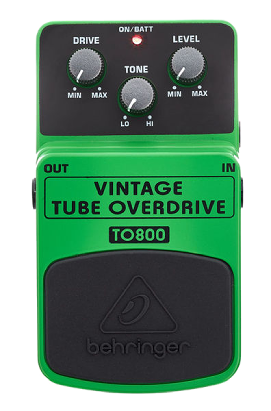 ON/BATT
DRIVE LEVEL
TONE
MIN MAX MIN MAX
LO HI
OUT IN
VINTAGE
TUBE OVERDRIVE
TO800
behringer